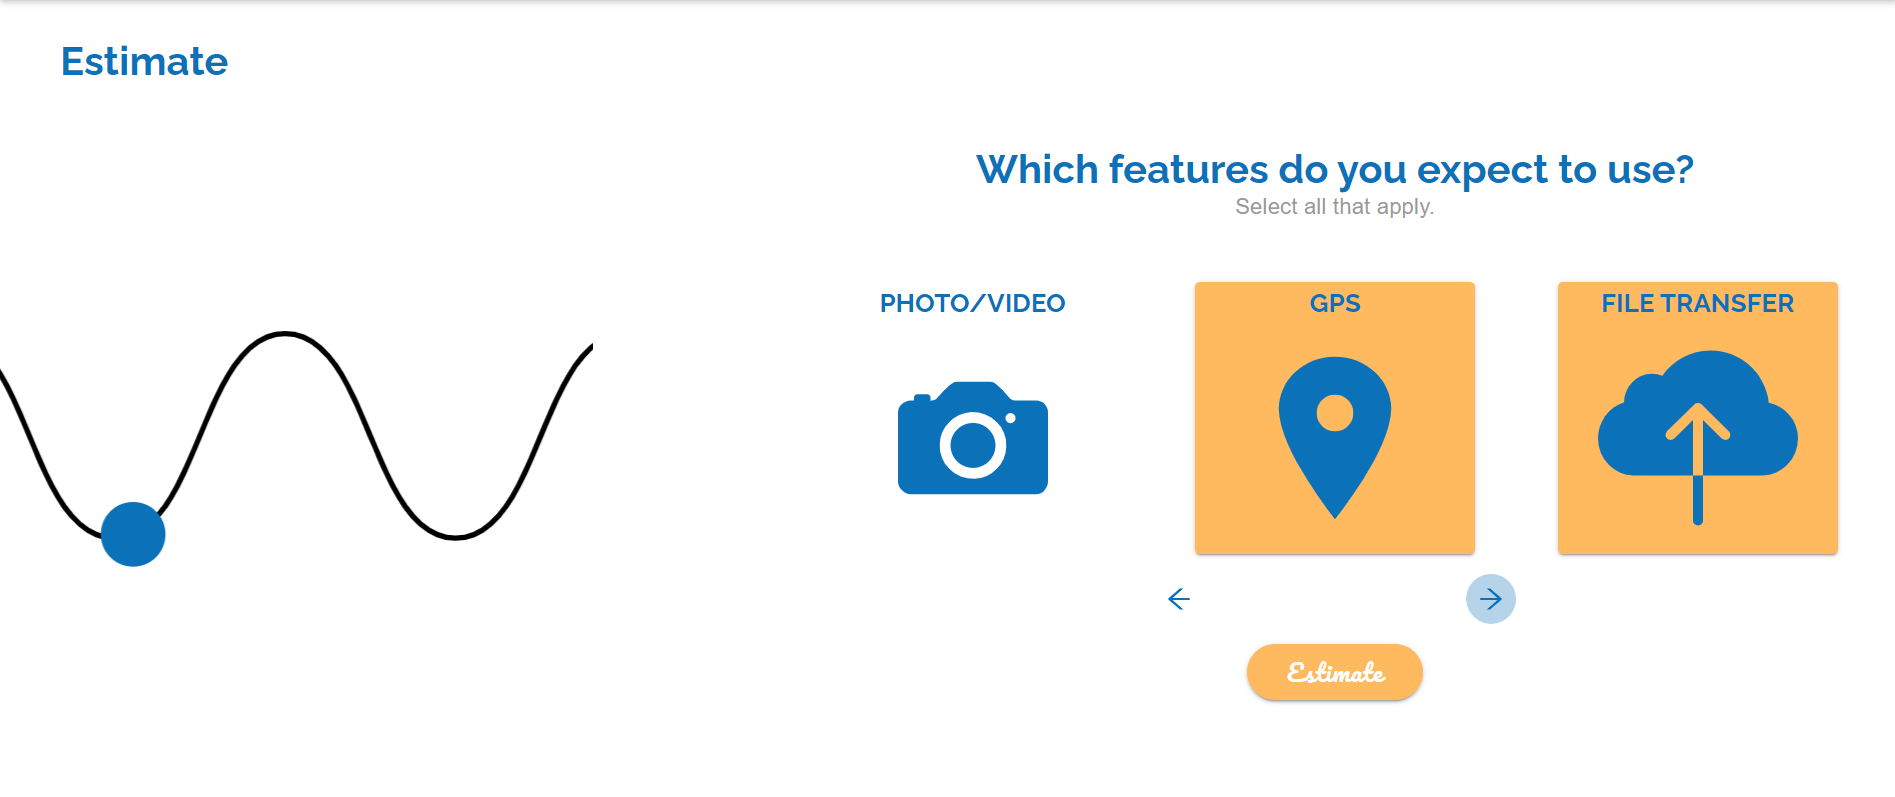 Estimate
Which features do you expect to use?
Select all that apply.
PHOTO/VIDEO
GPS
FILE TRANSFER
Estimate